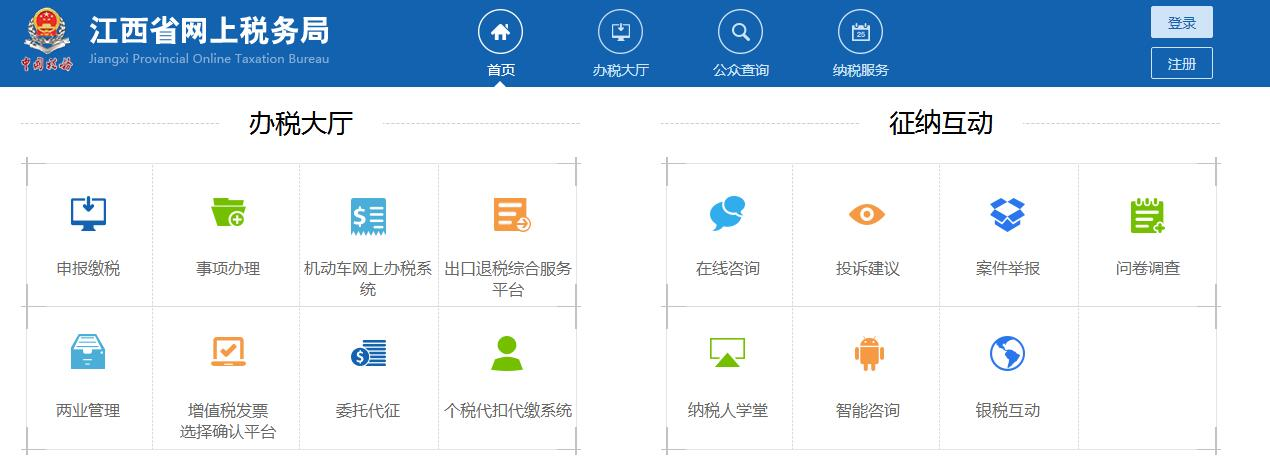 江西省网上税务局
Jiangxi Provincial Online Taxation Bureau
中国税务
首页
办税大厅
公众查询
25
纳税服务
登录
注册
办税大厅
征纳互动
申报缴税
事项办理
机动车网上办税系
统
出口退税综合服务
平台
在线咨询
投诉建议
案件举报
问卷调查
两业管理
增值税发票
选择确认平台
委托代征
个税代扣代缴系统
纳税人学堂
智能咨询
银税互动